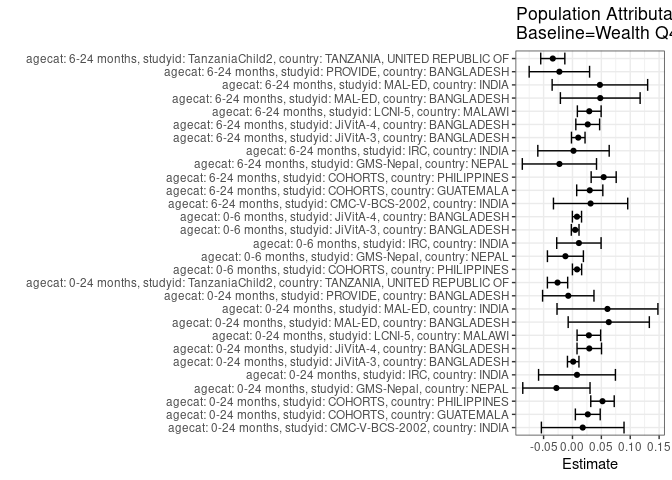 Population Attributa
Baseline=Wealth Q4
agecat: 6-24 months, studyid: TanzaniaChild2, country: TANZANIA, UNITED REPUBLIC OF
agecat: 6-24 months, studyid: PROVIDE, country: BANGLADESH
agecat: 6-24 months, studyid: MAL-ED, country: INDIA
agecat: 6-24 months, studyid: MAL-ED, country: BANGLADESH
agecat: 6-24 months, studyid: LCNI-5, country: MALAWI
agecat: 6-24 months, studyid: JiVitA-4, country: BANGLADESH
agecat: 6-24 months, studyid: JiVitA-3, country: BANGLADESH
agecat: 6-24 months, studyid: IRC, country: INDIA
agecat: 6-24 months, studyid: GMS-Nepal, country: NEPAL
agecat: 6-24 months, studyid: COHORTS, country: PHILIPPINES
agecat: 6-24 months, studyid: COHORTS, country: GUATEMALA
agecat: 6-24 months, studyid: CMC-V-BCS-2002, country: INDIA
agecat: 0-6 months, studyid: JiVitA-4, country: BANGLADESH
agecat: 0-6 months, studyid: JiVitA-3, country: BANGLADESH
agecat: 0-6 months, studyid: IRC, country: INDIA
agecat: 0-6 months, studyid: GMS-Nepal, country: NEPAL
agecat: 0-6 months, studyid: COHORTS, country: PHILIPPINES
agecat: 0-24 months, studyid: TanzaniaChild2, country: TANZANIA, UNITED REPUBLIC OF
agecat: 0-24 months, studyid: PROVIDE, country: BANGLADESH
agecat: 0-24 months, studyid: MAL-ED, country: INDIA
agecat: 0-24 months, studyid: MAL-ED, country: BANGLADESH
agecat: 0-24 months, studyid: LCNI-5, country: MALAWI
agecat: 0-24 months, studyid: JiVitA-4, country: BANGLADESH
agecat: 0-24 months, studyid: JiVitA-3, country: BANGLADESH
agecat: 0-24 months, studyid: IRC, country: INDIA
agecat: 0-24 months, studyid: GMS-Nepal, country: NEPAL
agecat: 0-24 months, studyid: COHORTS, country: PHILIPPINES
agecat: 0-24 months, studyid: COHORTS, country: GUATEMALA
agecat: 0-24 months, studyid: CMC-V-BCS-2002, country: INDIA
-0.05 0.00 0.05 0.10 0.15
Estimate